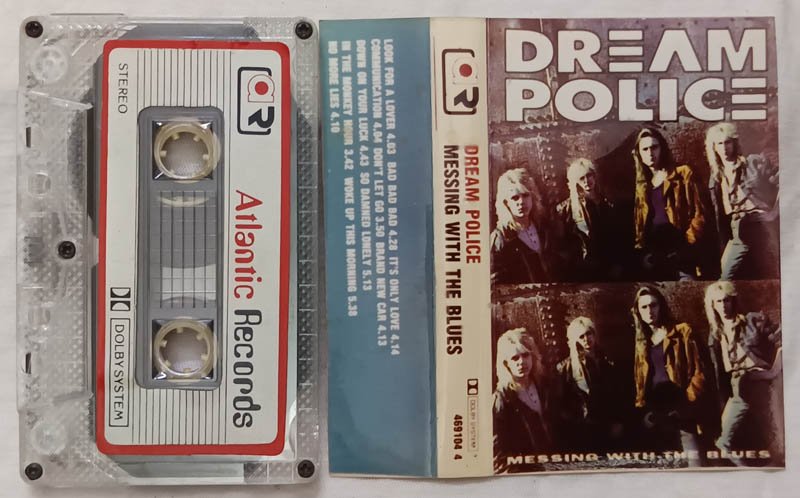 STEREO
aR
Atlantic Records
DOLBY SYSTEM
LOOK FOR A LOVER 4.03 BAD BAD BAD 4.28 IT'S ONLY LOVE 4.14
COMMUNICATION 4.04 DON'T LET GO 3.50 BRAND NEW CAR 4.13
DOWN ON YOUR LUCK 4.43 SO DAMNED LONELY 5.13
IN THE MONKEY HOUR 3.42 WOKE UP THIS MORNING 5.38
NO MORE LIES 4.10
aR
DREAM POLICE
MESSING WITH THE BLUES
DOLBY SYSTEM
469104 4
DREAM
POLICE
MESSING WITH THE BLUES